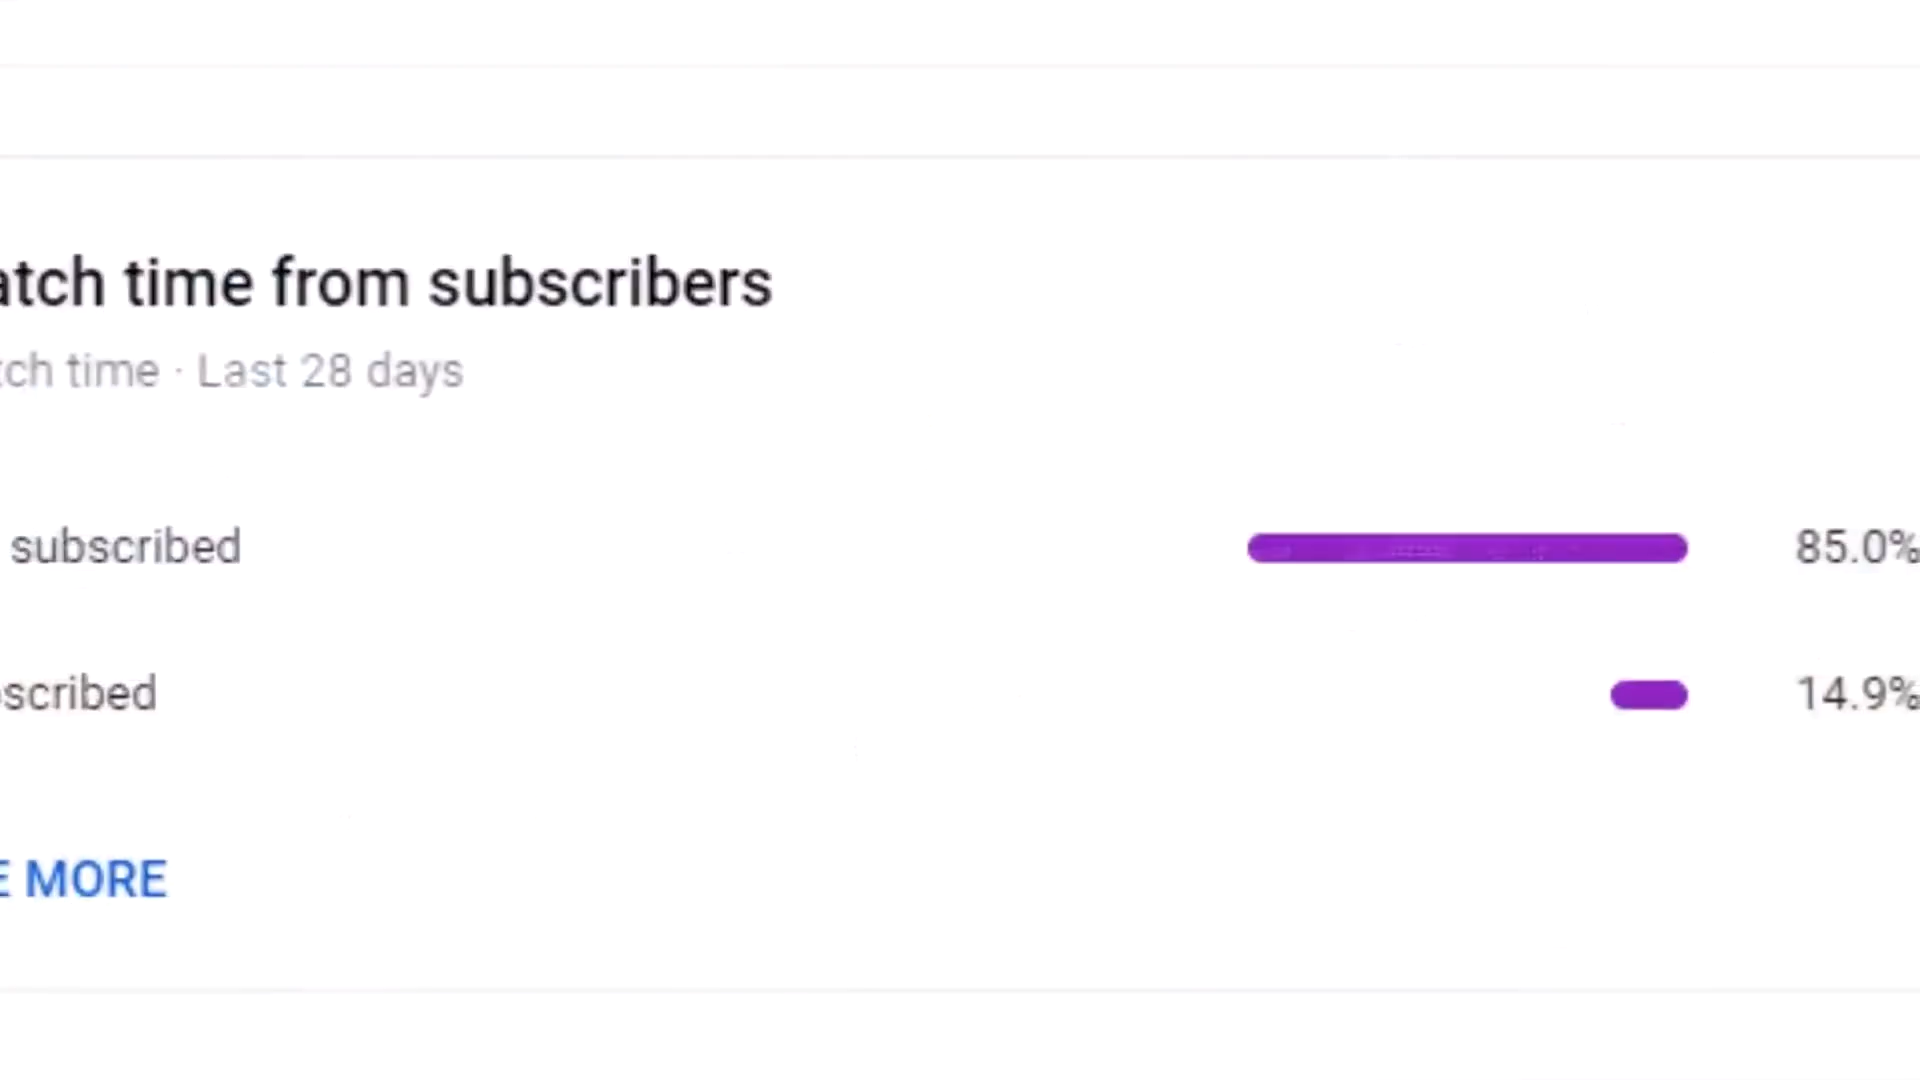 atch time from subscribers
tch time · Last 28 days
subscribed 85.0%
scribed 14.9%
E MORE